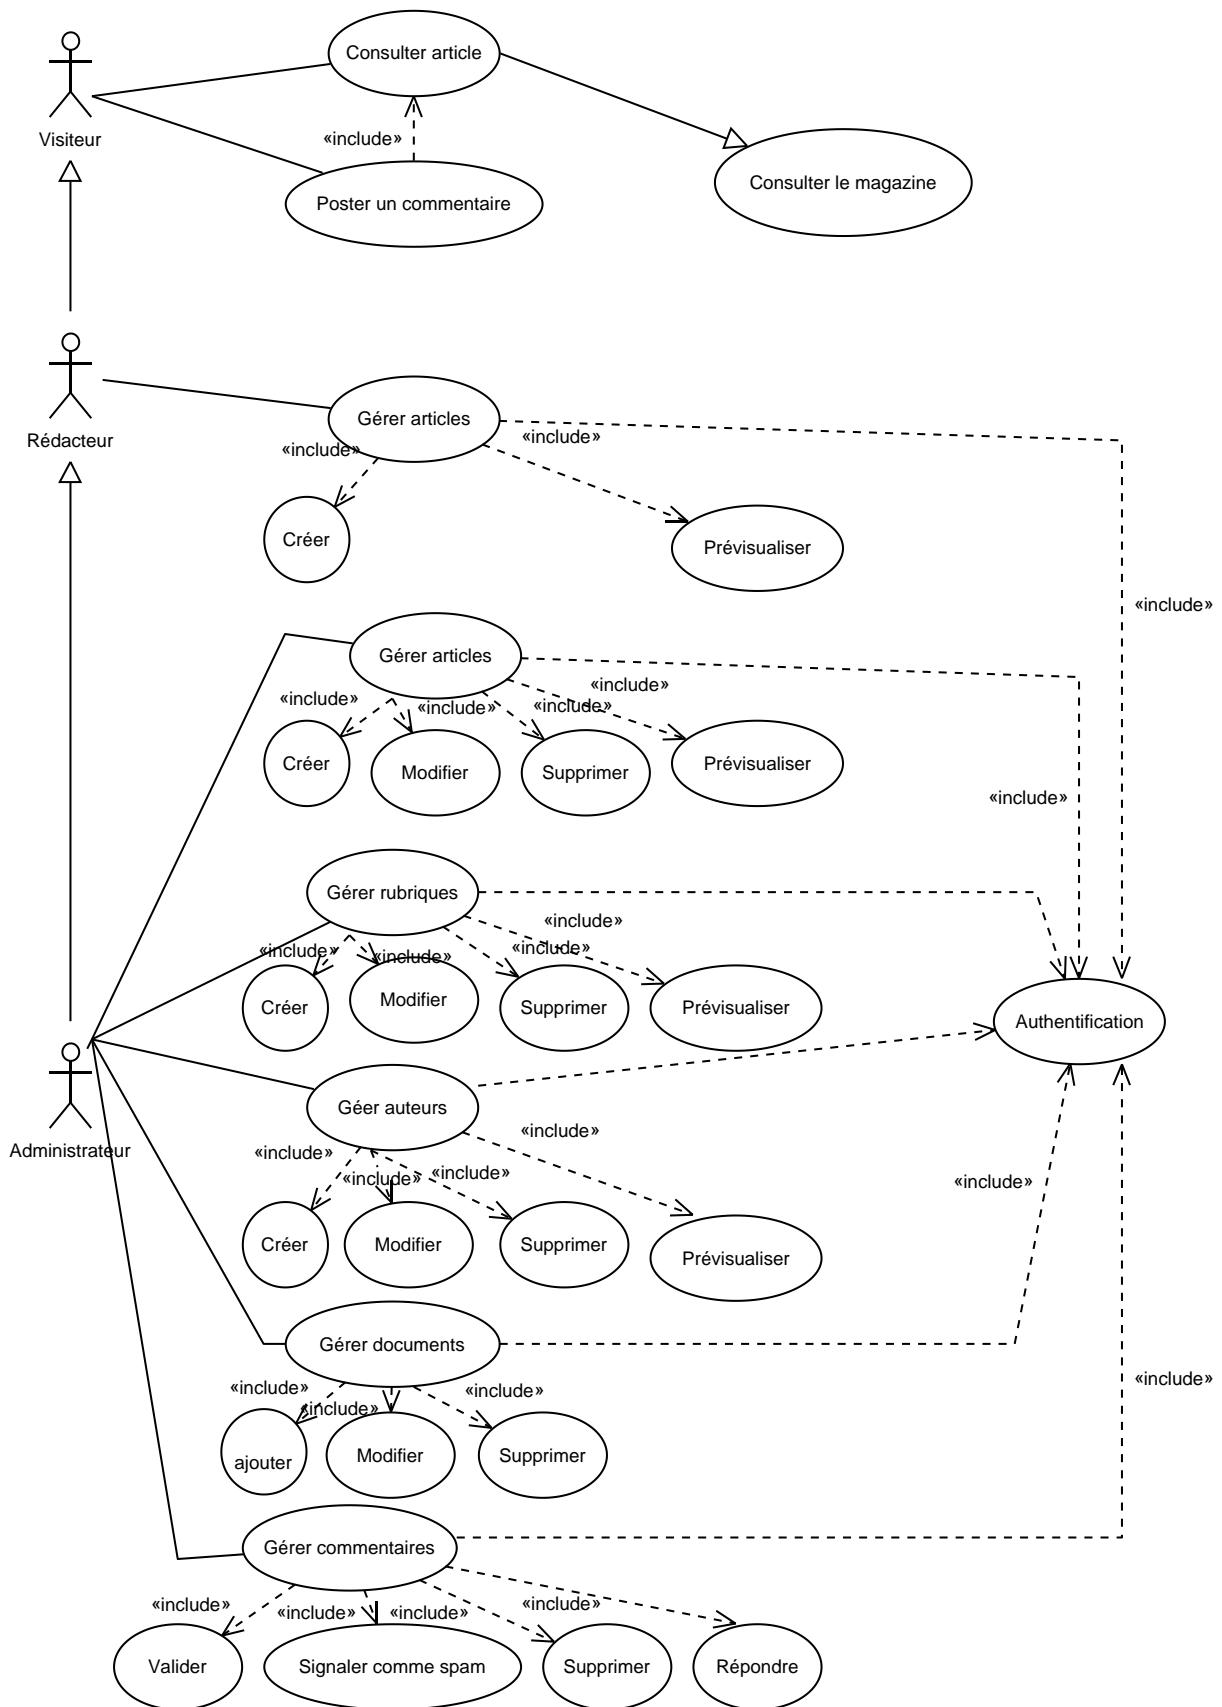 Consulter article
Visiteur
«include»
Consulter le magazine
Poster un commentaire
Rédacteur
Gérer articles
«include»
«include»
Créer
Prévisualiser
«include»
Gérer articles
«include»
«include»
«include»
«include»
Créer
Modifier
Supprimer
Prévisualiser
«include»
Gérer rubriques
«include»
«include»
«include»
«include»
Créer
Modifier
Supprimer
Prévisualiser
Authentification
Administrateur
Géer auteurs
«include»
«include»
«include»
«include»
«include»
Créer
Modifier
Supprimer
Prévisualiser
Gérer documents
«include»
«include»
«include»
«include»
ajouter
Modifier
Supprimer
Gérer commentaires
«include»
«include»
«include»
«include»
Valider
Signaler comme spam
Supprimer
Répondre